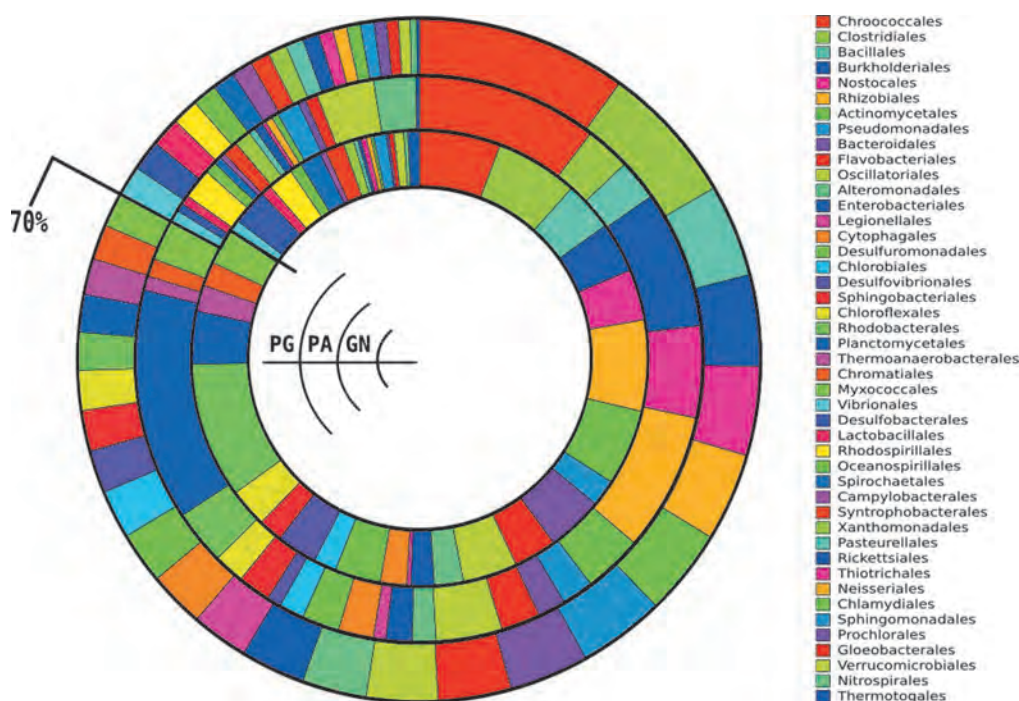 70%
PG PA GN
Chroococcales
Clostridiales
Bacillales
Burkholderiales
Nostocales
Rhizobiales
Actinomycetales
Pseudomonadales
Bacteroidales
Flavobacteriales
Oscillatoriales
Alteromonadales
Enterobacteriales
Legionellales
Cytophagales
Desulfuromonadales
Chlorobiales
Desulfovibrionales
Sphingobacteriales
Chloroflexales
Rhodobacterales
Planctomycetales
Thermoanaerobacterales
Chromatiales
Myxococcales
Vibrionales
Desulfobacterales
Lactobacillales
Rhodospirillales
Oceanospirillales
Spirochaetales
Campylobacterales
Syntrophobacterales
Xanthomonadales
Pasteurellales
Rickettsiales
Thiotrichales
Neisseriales
Chlamydiales
Sphingomonadales
Prochlorales
Gloeobacterales
Verrucomicrobiales
Nitrospirales
Thermotogales